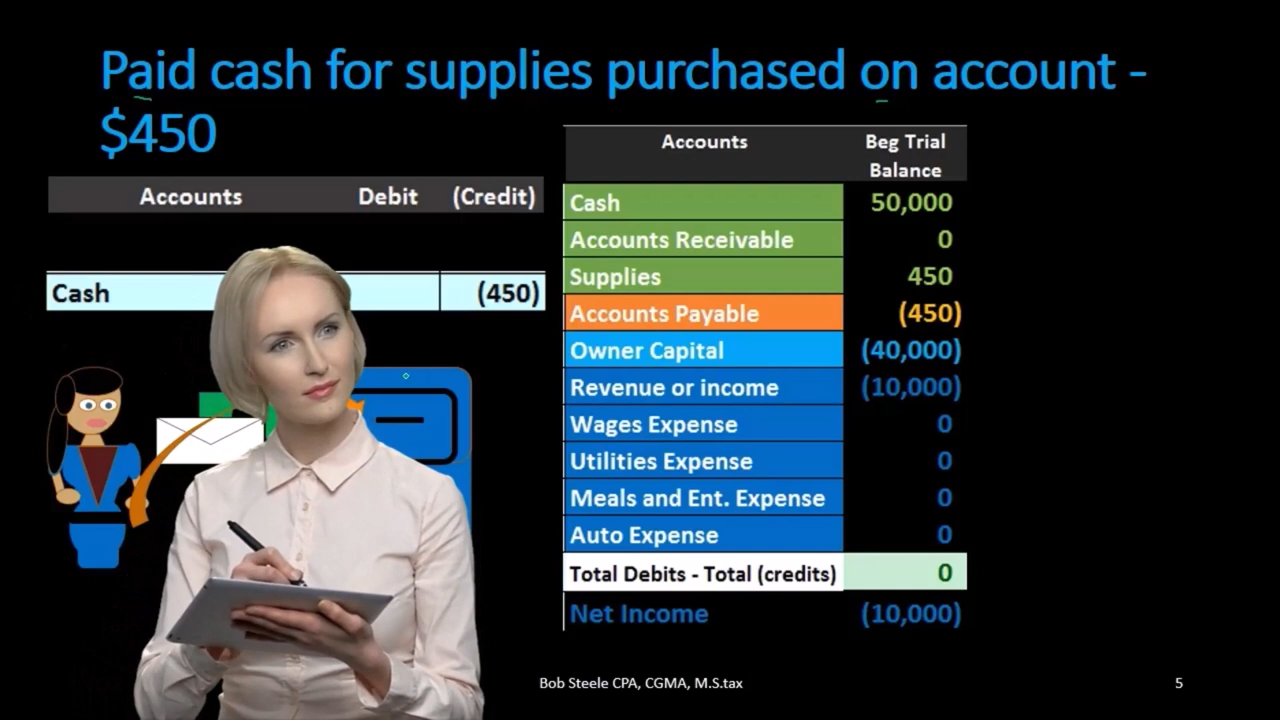 Paid cash for supplies purchased on account -
$450
Accounts Debit (Credit)
Cash (450)
Accounts Beg Trial Balance
Cash 50,000
Accounts Receivable 0
Supplies 450
Accounts Payable (450)
Owner Capital (40,000)
Revenue or income (10,000)
Wages Expense 0
Utilities Expense 0
Meals and Ent. Expense 0
Auto Expense 0
Total Debits - Total (credits) 0
Net Income (10,000)
Bob Steele CPA, CGMA, M.S.tax 5